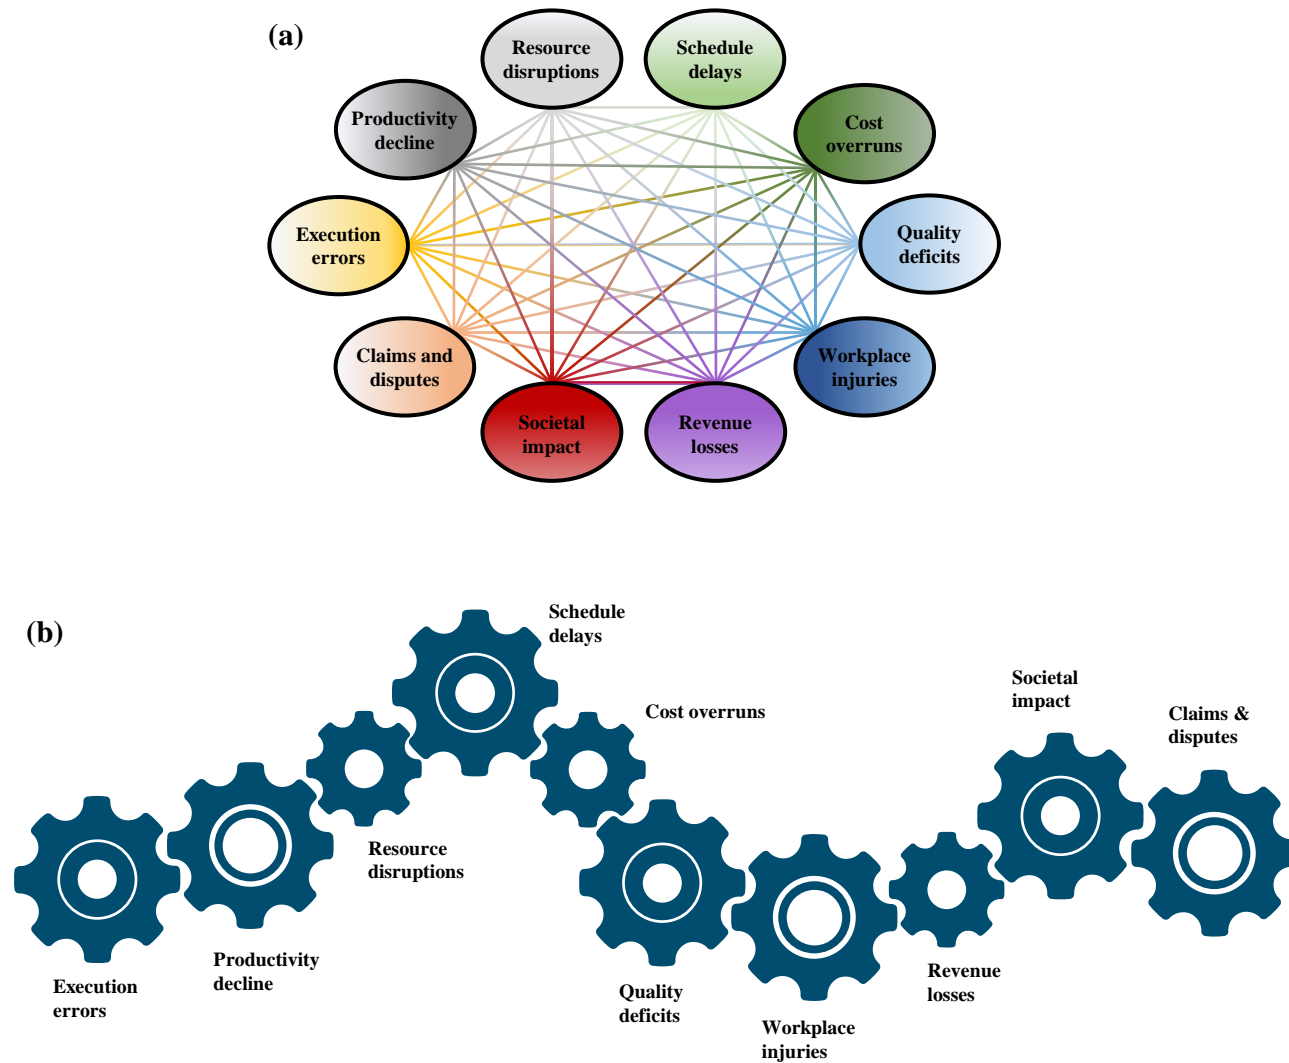 (a)
Resource
disruptions
Schedule
delays
Productivity
decline
Cost
overruns
Execution
errors
Quality
deficits
Claims and
disputes
Workplace
injuries
Societal
impact
Revenue
losses
(b)
Schedule
delays
Cost overruns
Societal
impact
Claims &
disputes
Resource
disruptions
Productivity
decline
Execution
errors
Quality
deficits
Workplace
injuries
Revenue
losses